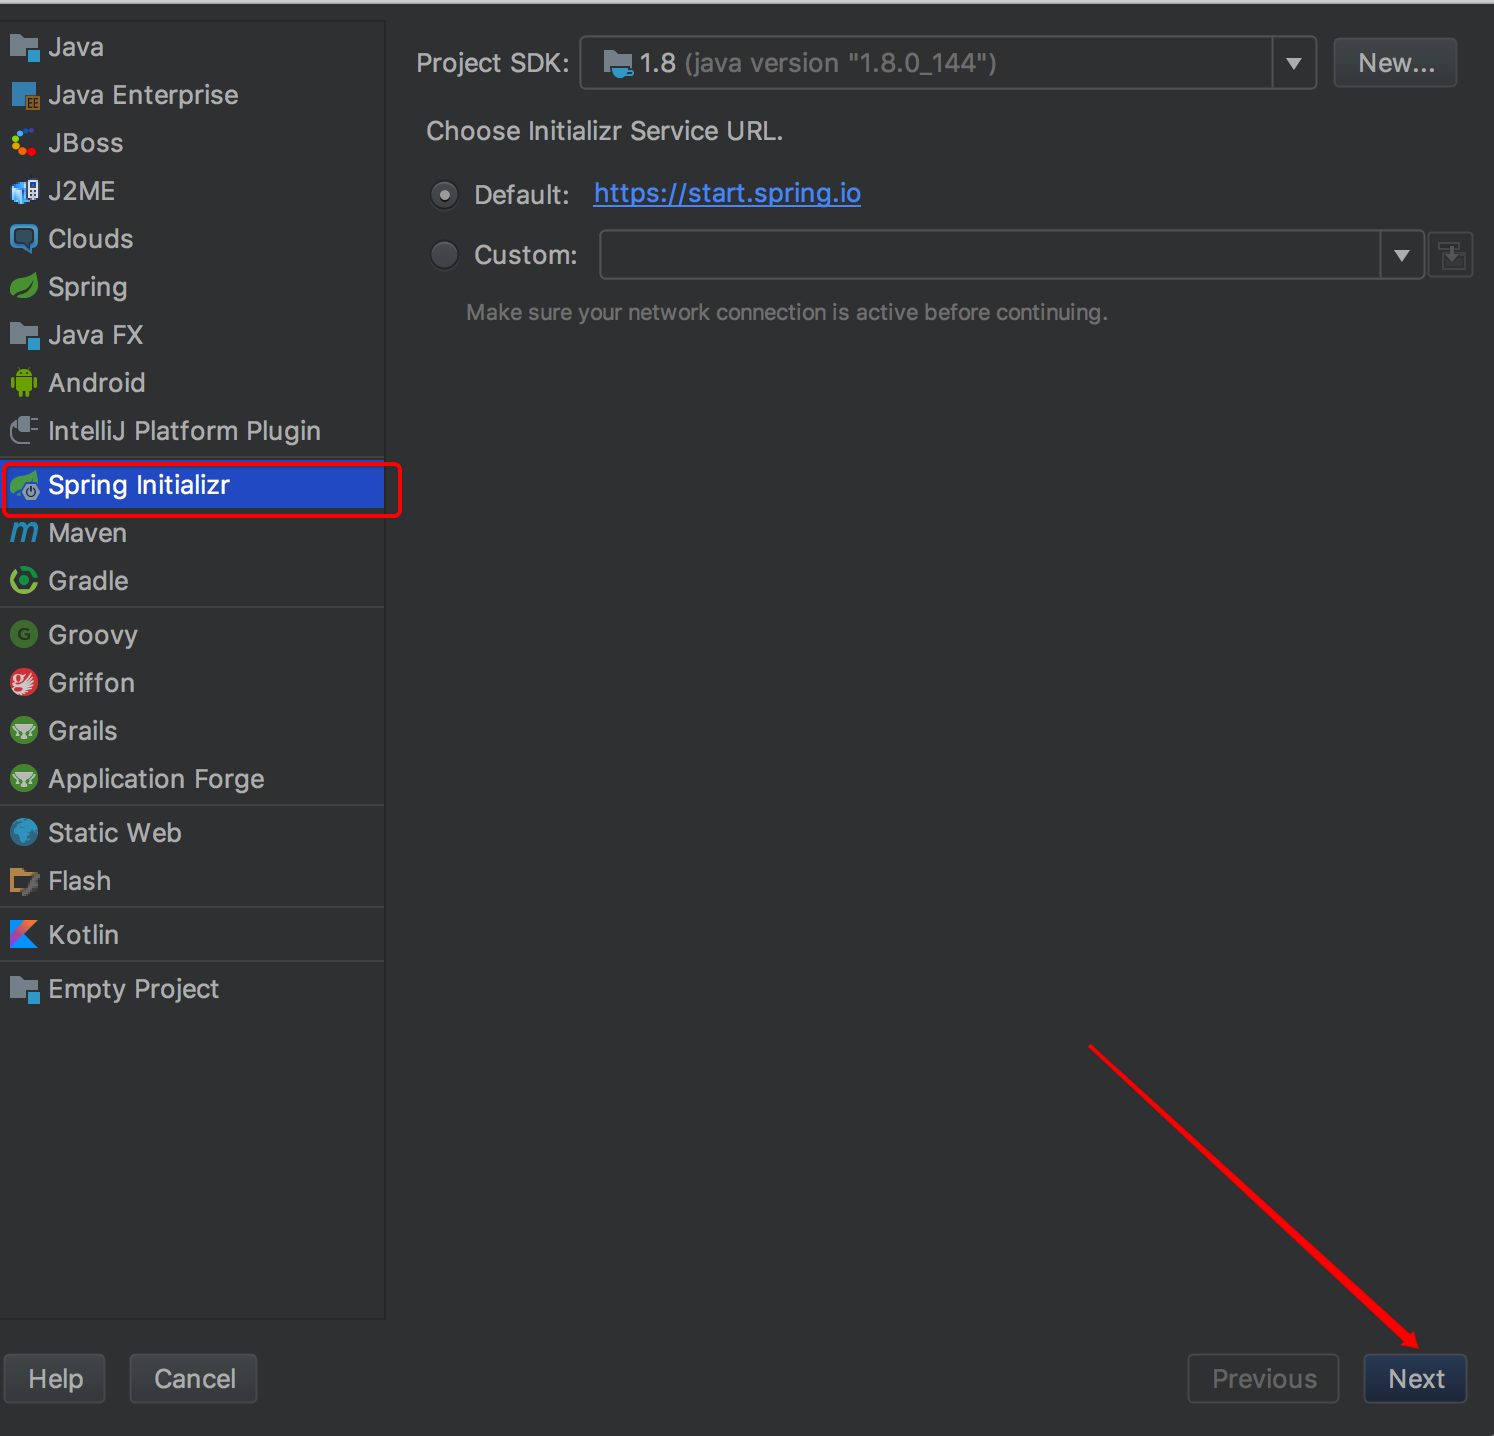 Java
Java Enterprise
JBoss
J2ME
Clouds
Spring
Java FX
Android
IntelliJ Platform Plugin
Spring Initializr
Maven
Gradle
Groovy
Griffon
Grails
Application Forge
Static Web
Flash
Kotlin
Empty Project
Project SDK: 1.8 (java version "1.8.0_144") New...
Choose Initializr Service URL.
Default: https://start.spring.io
Custom:
Make sure your network connection is active before continuing.
Help Cancel Previous Next